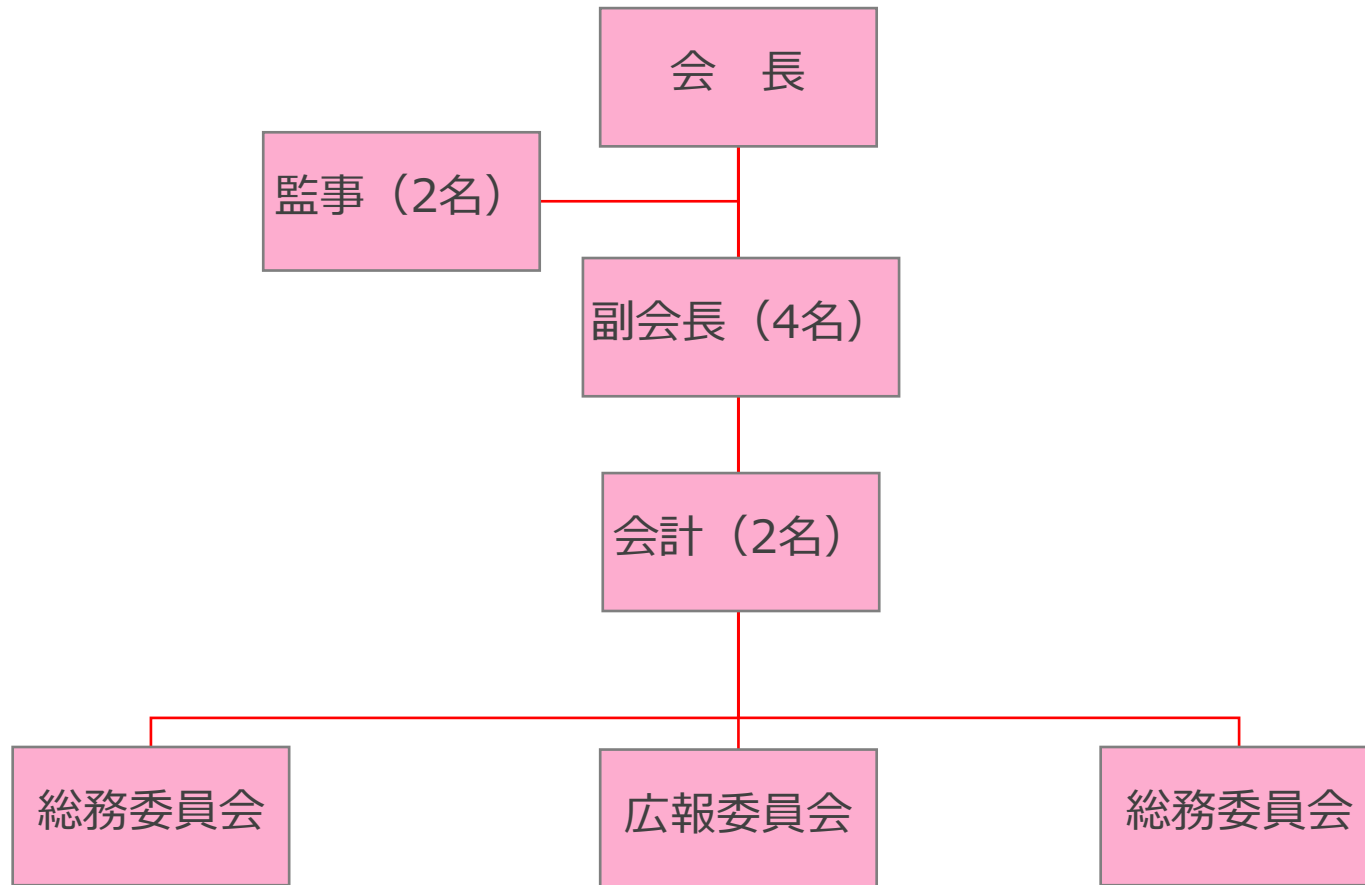 会　長
監事（2名）
副会長（4名）
会計（2名）
総務委員会
広報委員会
総務委員会